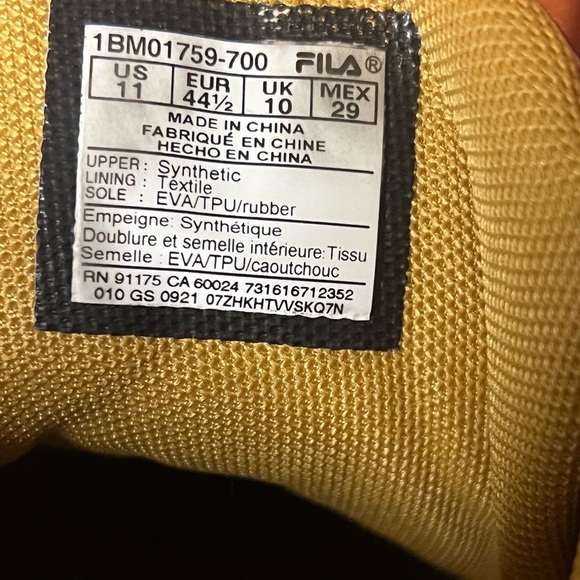 1BM01759-700 FILA®
US 11 EUR 44½ UK 10 MEX 29
MADE IN CHINA
FABRIQUÉ EN CHINE
HECHO EN CHINA
UPPER : Synthetic
LINING : Textile
SOLE : EVA/TPU/rubber
Empeigne: Synthétique
Doublure et semelle intérieure:Tissu
Semelle : EVA/TPU/caoutchouc
RN 91175 CA 60024 731616712352
010 GS 0921 07ZHKHTVVSKQ7N